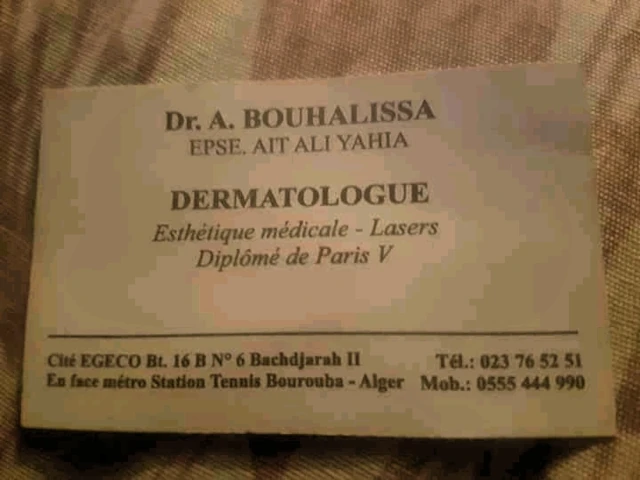 Dr. A. BOUHALISSA
EPSE. AIT ALI YAHIA
DERMATOLOGUE
Esthétique médicale - Lasers
Diplômé de Paris V
Cité EGECO Bt. 16 B N° 6 Bachdjarah II Tél.: 023 76 52 51
En face métro Station Tennis Bourouba - Alger Mob.: 0555 444 990